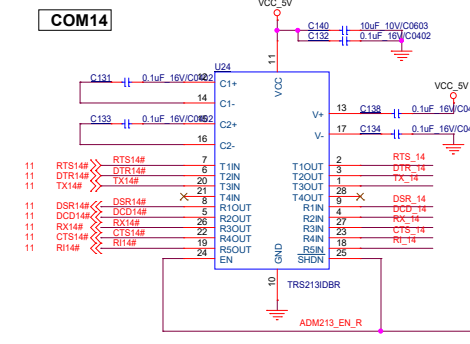 COM14
VCC_5V
C140 10uF_10V/C0603
C132 0.1uF_16V/C0402
U24
11
VCC
VCC_5V
C131 0.1uF_16V/C0402 12 C1+
14 C1-
C133 0.1uF_16V/C0402 C2+
16 C2-
V+ 13 C138 0.1uF_16V/C04
V- 17 C134 0.1uF_16V/C04
11 RTS14# RTS14# 7 T1IN T1OUT 2 RTS_14
11 DTR14# DTR14# 6 T2IN T2OUT 3 DTR_14
11 TX14# TX14# 20 T3IN T3OUT 1 TX_14
21 T4IN T4OUT 28
11 DSR14# DSR14# 8 R1OUT R1IN 9 DSR_14
11 DCD14# DCD14# 5 R2OUT R2IN 4 DCD_14
11 RX14# RX14# 26 R3OUT R3IN 27 RX_14
11 CTS14# CTS14# 22 R4OUT R4IN 23 CTS_14
11 RI14# RI14# 19 R5OUT R5IN 18 RI_14
24 EN SHDN 25
GND
10
TRS213IDBR
ADM213_EN_R